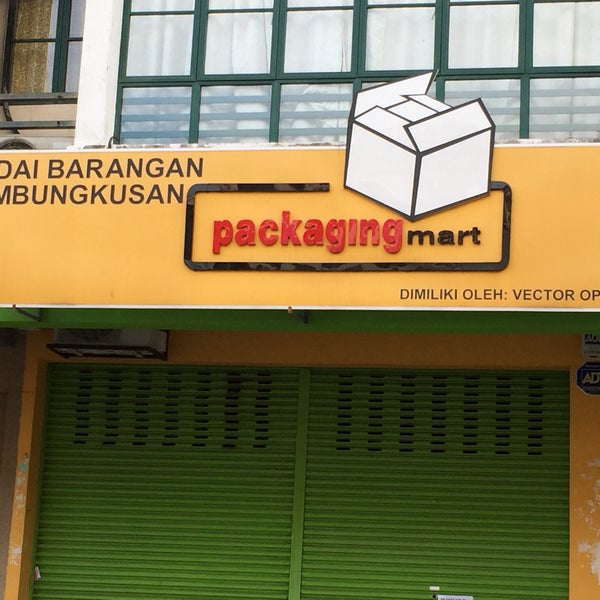 DAI BARANGAN
MBUNGKUSAN
packagingmart
DIMILIKI OLEH: VECTOR OP